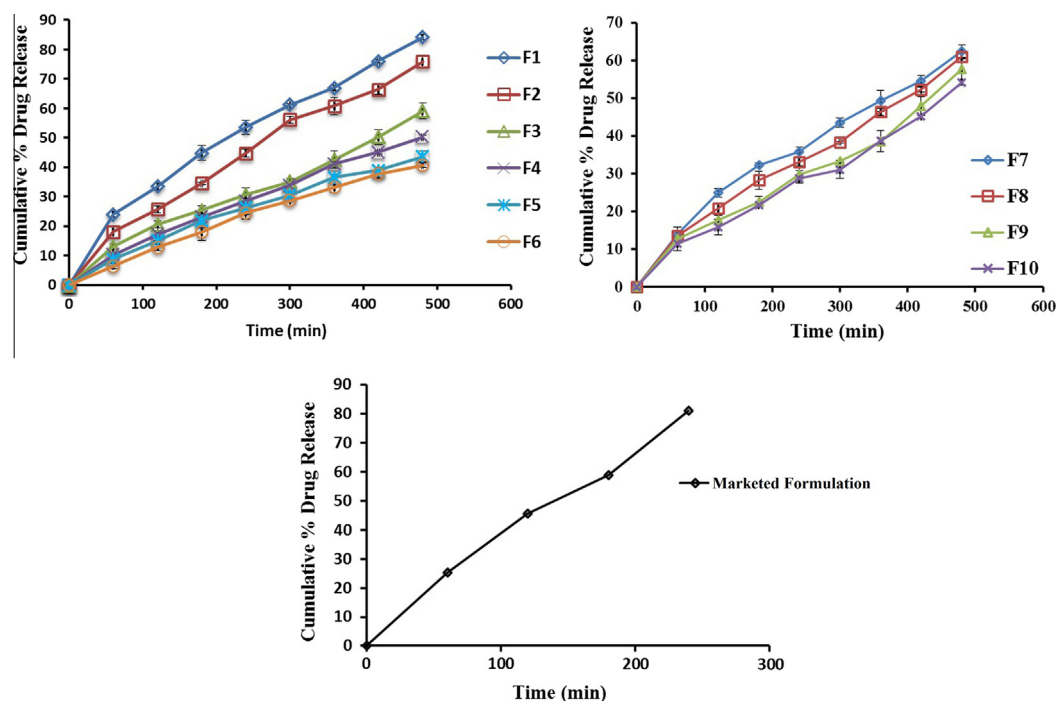 Cumulative % Drug Release
90
80
70
60
50
40
30
20
10
0
0 100 200 300 400 500 600
Time (min)
F1
F2
F3
F4
F5
F6
Cumulative % Drug Release
70
60
50
40
30
20
10
0
0 100 200 300 400 500 600
Time (min)
F7
F8
F9
F10
Cumulative % Drug Release
90
80
70
60
50
40
30
20
10
0
0 100 200 300
Time (min)
Marketed Formulation